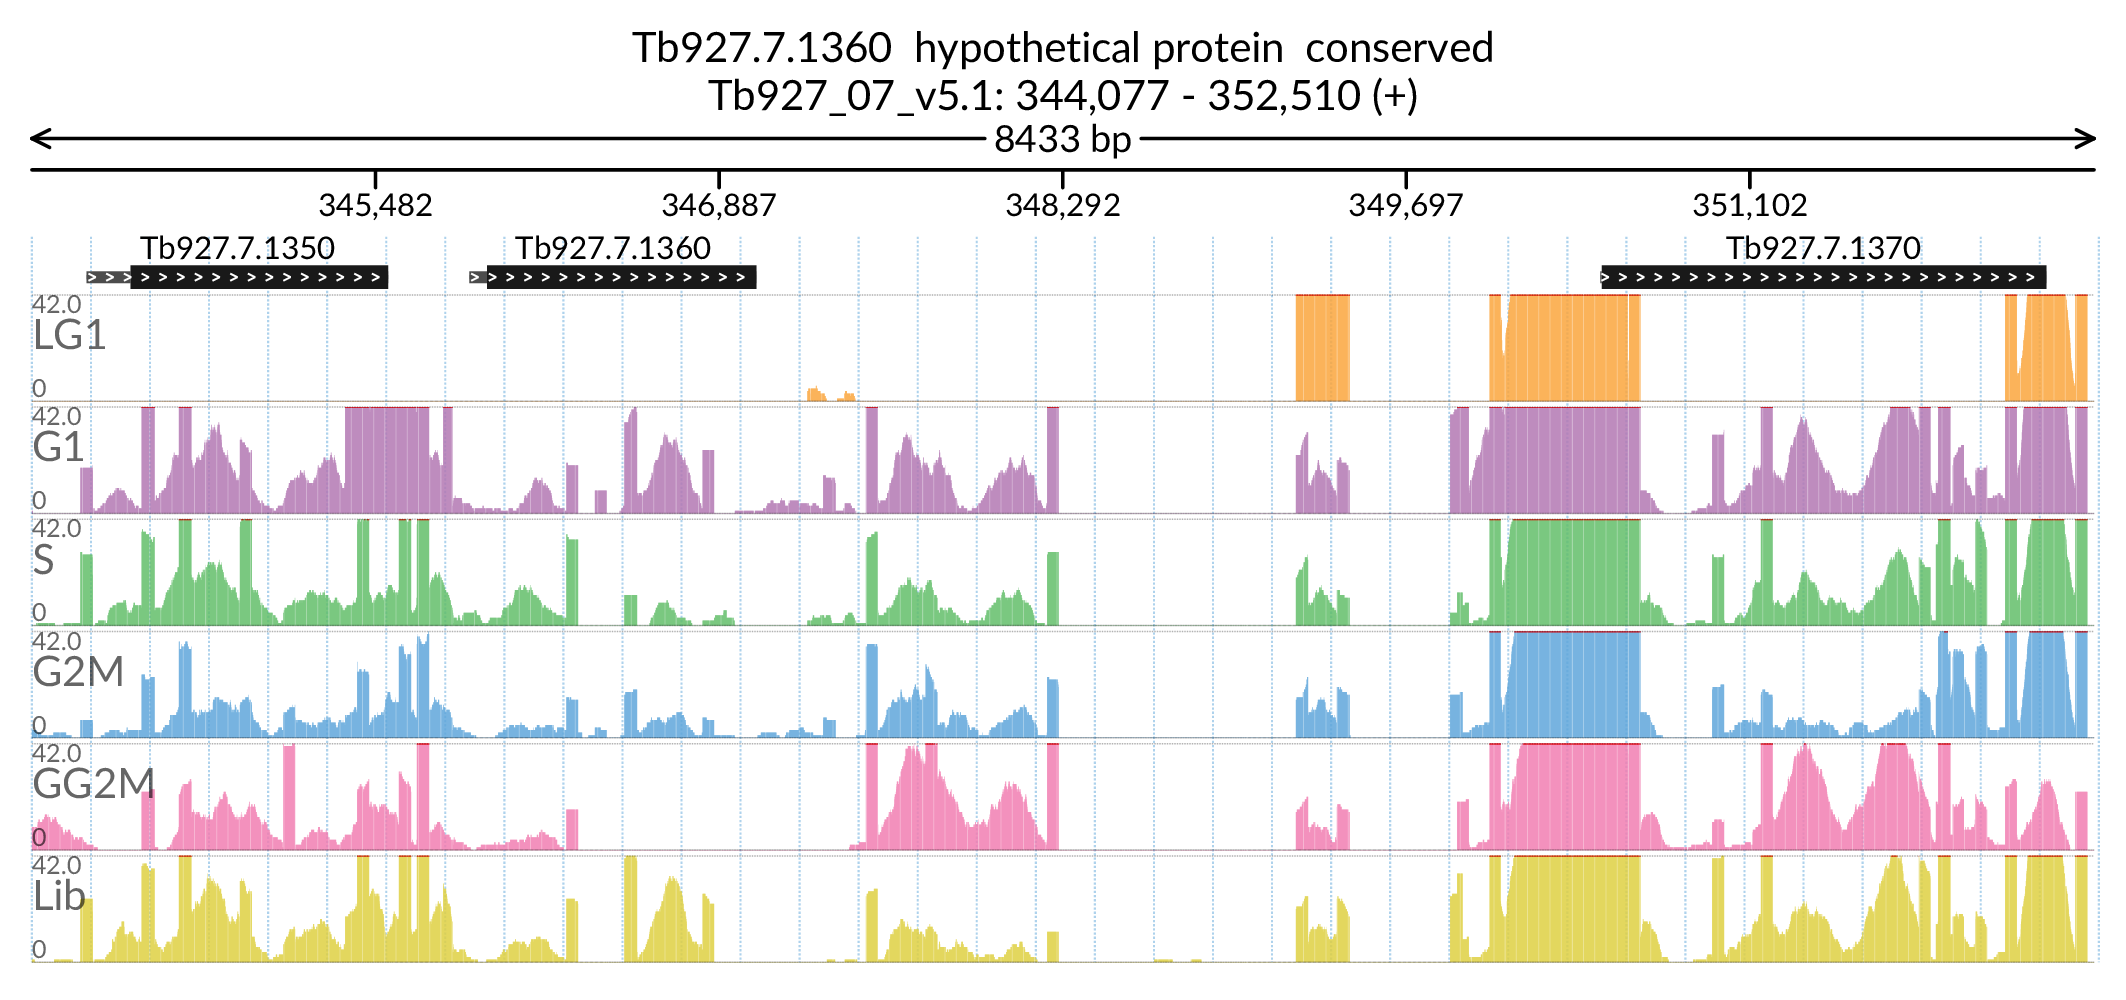 Tb927.7.1360 hypothetical protein conserved
Tb927_07_v5.1: 344,077 - 352,510 (+)
8433 bp
345,482 346,887 348,292 349,697 351,102
Tb927.7.1350 Tb927.7.1360 Tb927.7.1370
42.0
LG1
0
42.0
G1
0
42.0
S
0
42.0
G2M
0
42.0
GG2M
0
42.0
Lib
0